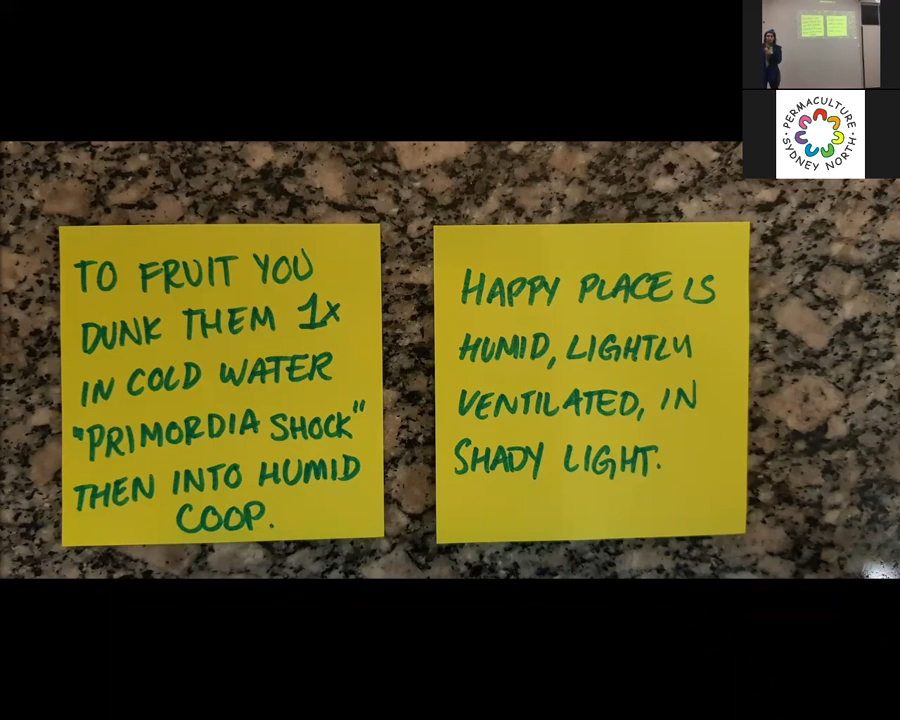 TO FRUIT YOU
DUNK THEM 1x
IN COLD WATER
"PRIMORDIA SHOCK"
THEN INTO HUMID
COOP.
HAPPY PLACE IS
HUMID, LIGHTLY
VENTILATED, IN
SHADY LIGHT.
PERMACULTURE
SYDNEY NORTH